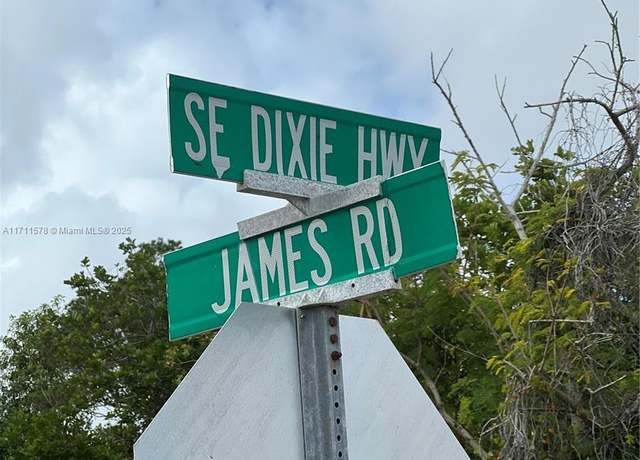 SE DIXIE HWY
JAMES RD
A11711578 © Miami MLS® 2025